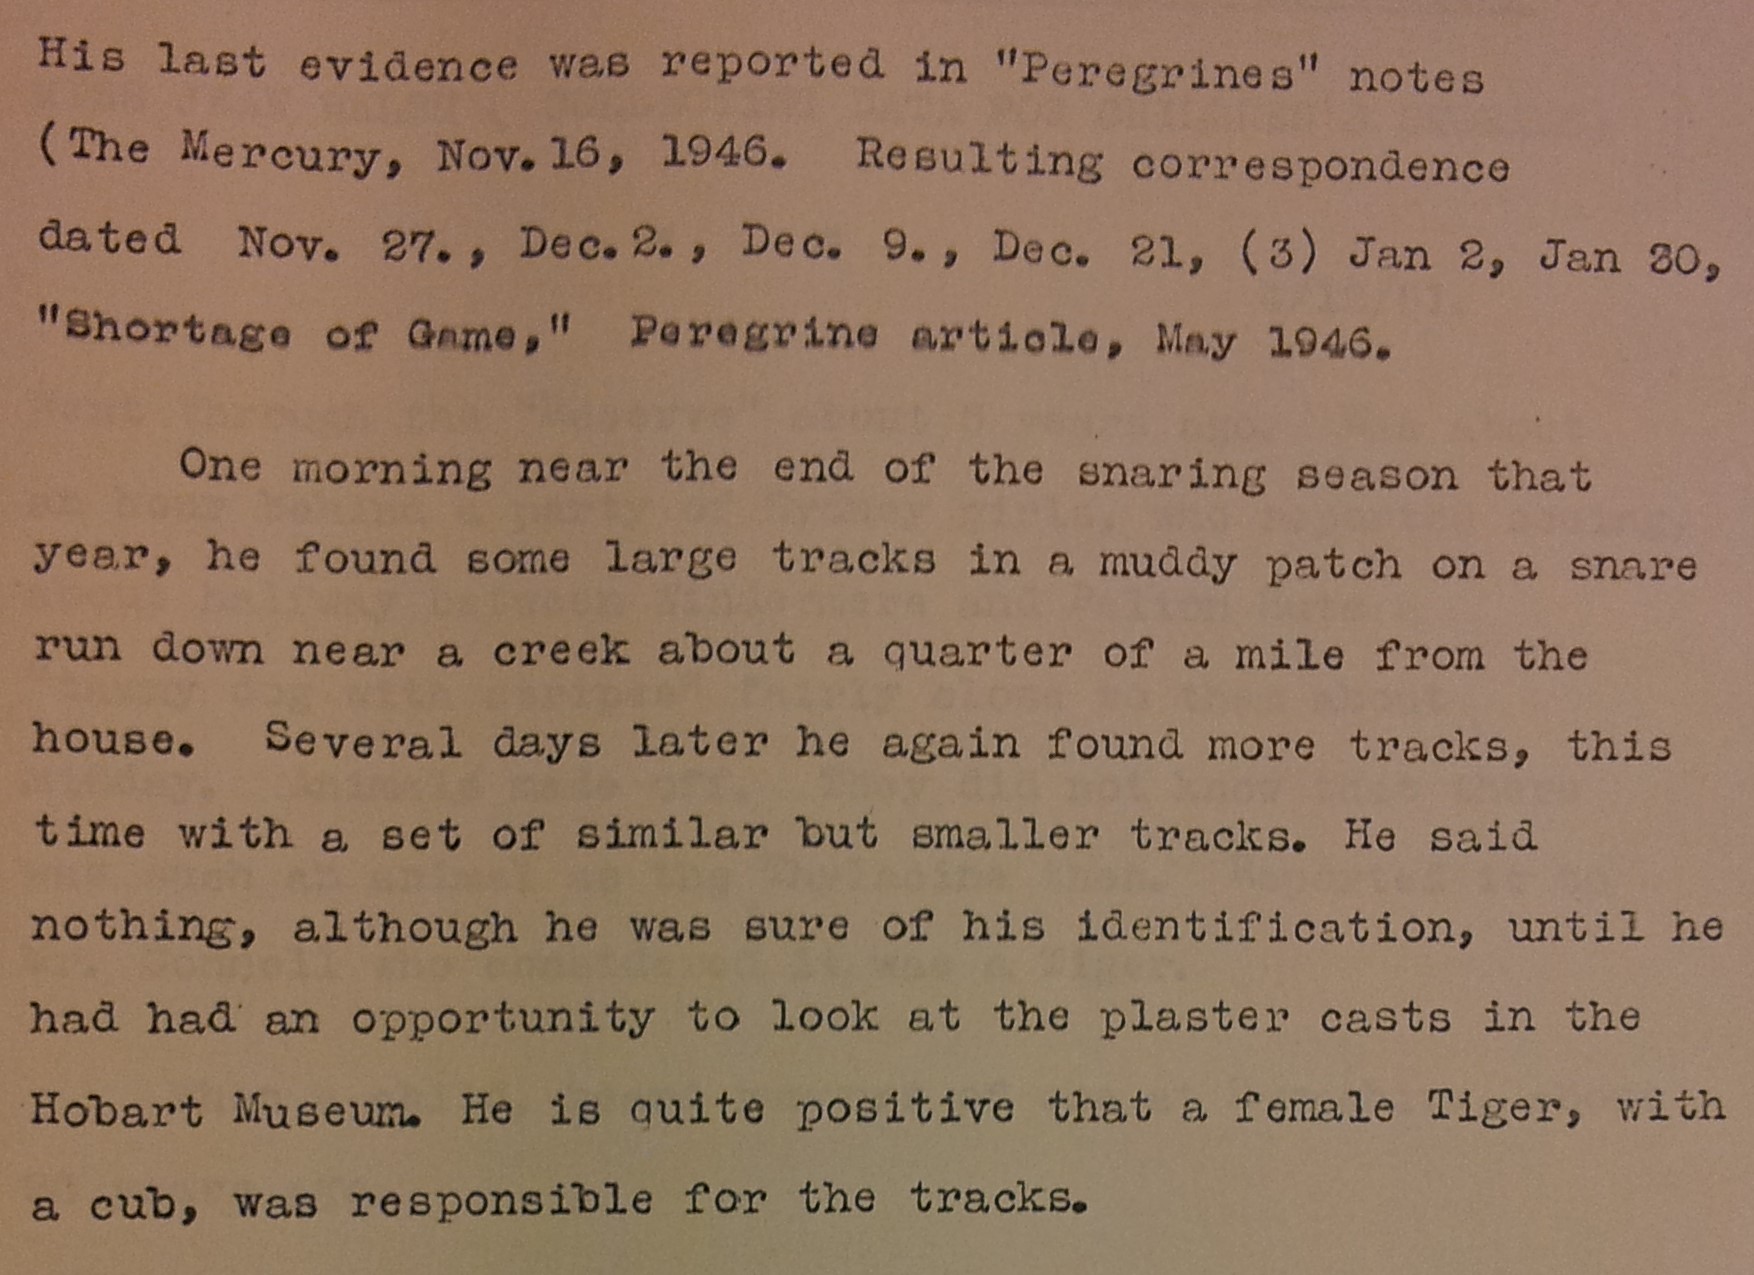 His last evidence was reported in "Peregrines" notes
(The Mercury, Nov. 16, 1946. Resulting correspondence
dated Nov. 27., Dec. 2., Dec. 9., Dec. 21, (3) Jan 2, Jan 30,
"Shortage of Game," Peregrine article, May 1946.
One morning near the end of the snaring season that
year, he found some large tracks in a muddy patch on a snare
run down near a creek about a quarter of a mile from the
house. Several days later he again found more tracks, this
time with a set of similar but smaller tracks. He said
nothing, although he was sure of his identification, until he
had had an opportunity to look at the plaster casts in the
Hobart Museum. He is quite positive that a female Tiger, with
a cub, was responsible for the tracks.